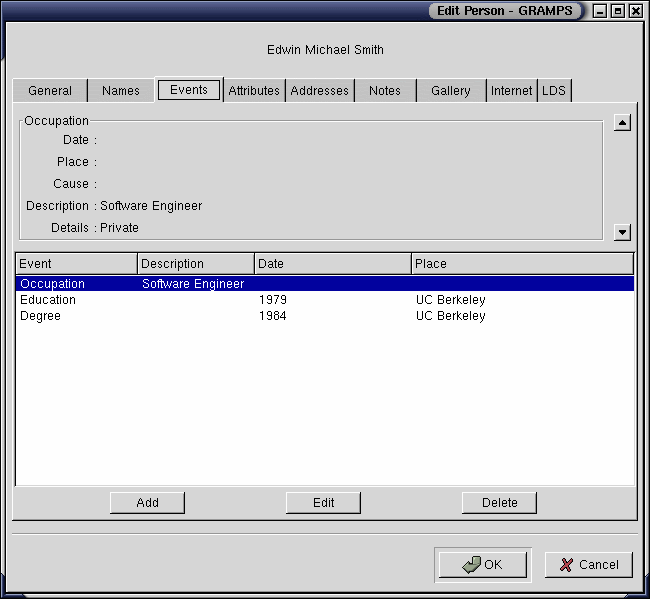 Edit Person - GRAMPS
Edwin Michael Smith
General Names Events Attributes Addresses Notes Gallery Internet LDS
Occupation
Date :
Place :
Cause :
Description : Software Engineer
Details : Private
Event Description Date Place
Occupation Software Engineer
Education 1979 UC Berkeley
Degree 1984 UC Berkeley
Add Edit Delete
OK Cancel